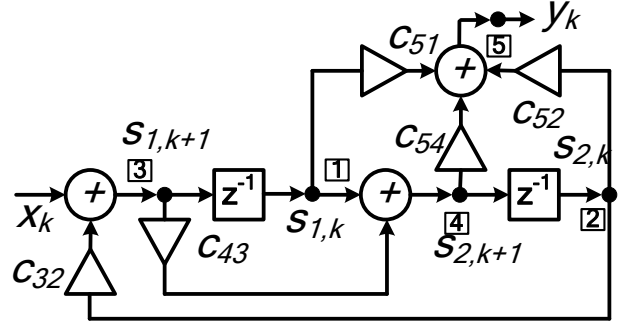 y_k
5
c_51
+
c_52
c_54
s_1,k+1
s_2,k
3
1
+
z^-1
+
z^-1
x_k
s_1,k
4
2
c_43
s_2,k+1
c_32